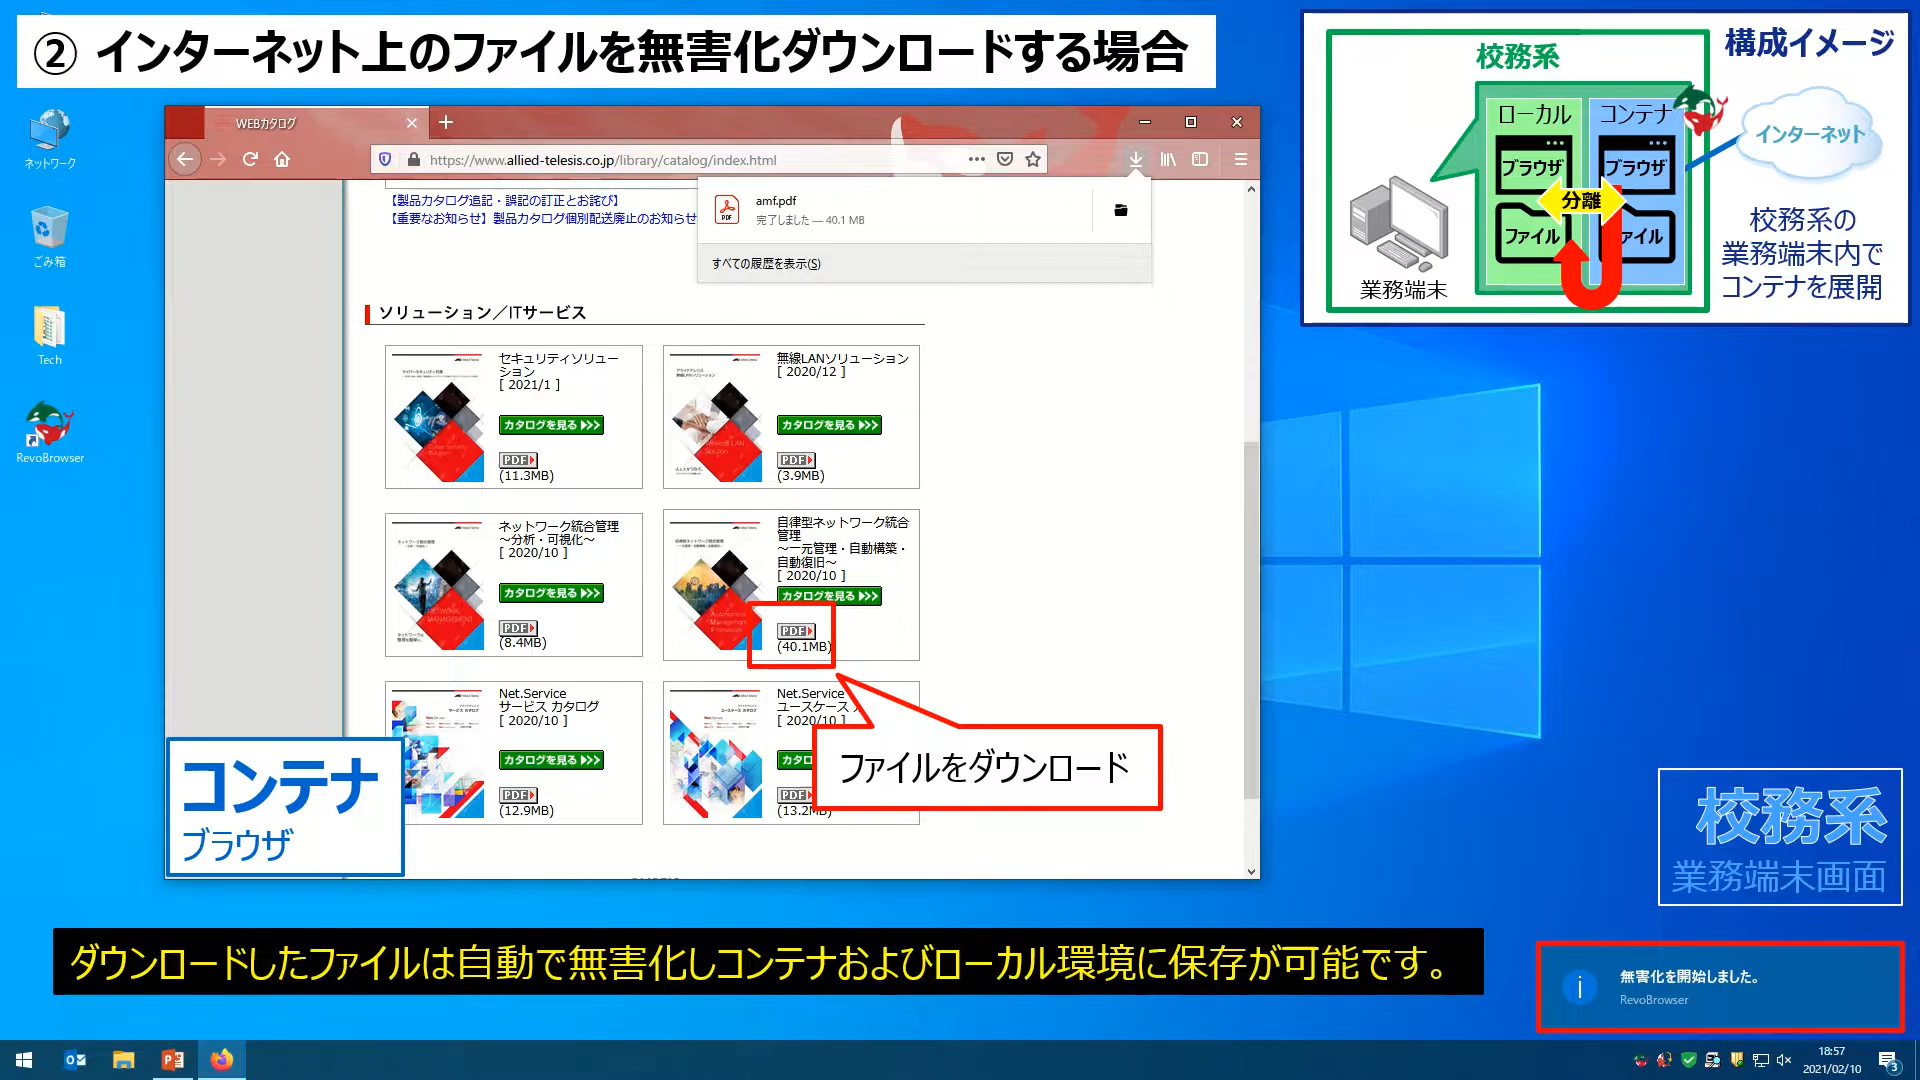 ② インターネット上のファイルを無害化ダウンロードする場合
構成イメージ
校務系
ローカル
コンテナ
ブラウザ
ブラウザ
インターネット
分離
ファイル
ァイル
業務端末
校務系の
業務端末内で
コンテナを展開
ネットワーク
ごみ箱
Tech
RevoBrowser
WEBカタログ
https://www.allied-telesis.co.jp/library/catalog/index.html
【製品カタログ追記・誤記の訂正とお詫び】
【重要なお知らせ】製品カタログ個別配送廃止のお知らせ
amf.pdf
完了しました — 40.1 MB
すべての履歴を表示(S)
ソリューション／ITサービス
セキュリティソリュー
ション
[ 2021/1 ]
カタログを見る
PDF
(11.3MB)
無線LANソリューション
[ 2020/12 ]
カタログを見る
PDF
(3.9MB)
ネットワーク統合管理
～分析・可視化～
[ 2020/10 ]
カタログを見る
PDF
(8.4MB)
自律型ネットワーク統合
管理
～一元管理・自動構築・
自動復旧～
[ 2020/10 ]
カタログを見る
PDF
(40.1MB)
Net.Service
サービス カタログ
[ 2020/10 ]
カタログを見る
PDF
(12.9MB)
Net.Service
ユースケース
[ 2020/10 ]
カタロ
PDF
(13.2MB)
ファイルをダウンロード
コンテナ
ブラウザ
校務系
業務端末画面
ダウンロードしたファイルは自動で無害化しコンテナおよびローカル環境に保存が可能です。
無害化を開始しました。
RevoBrowser
18:57
2021/02/10
3